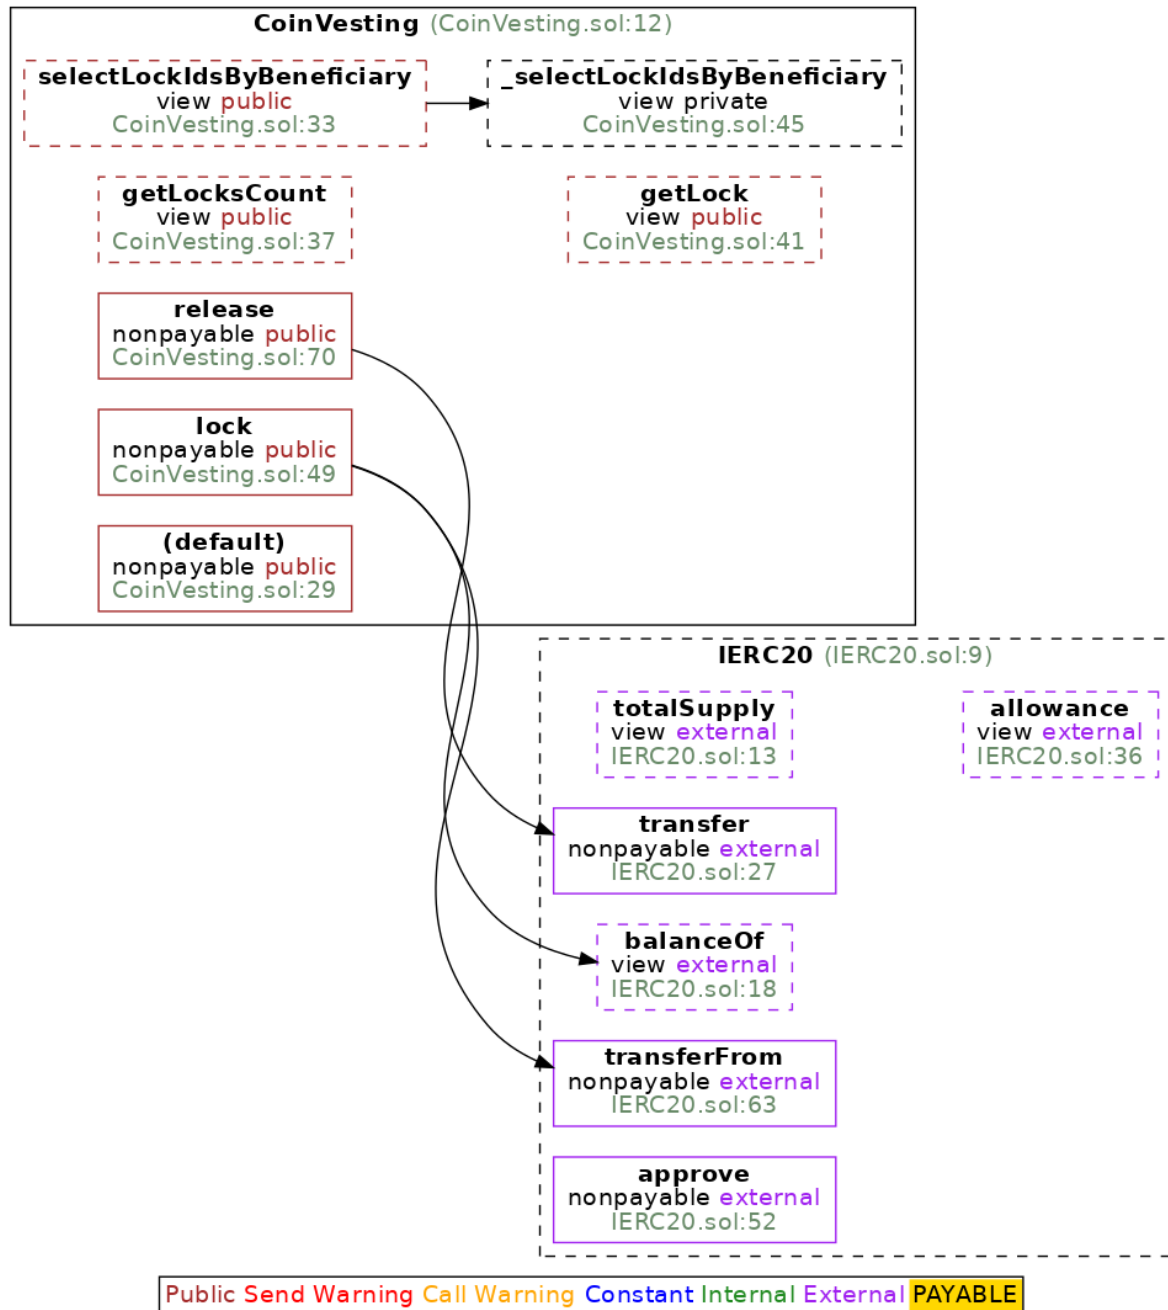 CoinVesting (CoinVesting.sol:12)
selectLockIdsByBeneficiary
view public
CoinVesting.sol:33
_selectLockIdsByBeneficiary
view private
CoinVesting.sol:45
getLocksCount
view public
CoinVesting.sol:37
getLock
view public
CoinVesting.sol:41
release
nonpayable public
CoinVesting.sol:70
lock
nonpayable public
CoinVesting.sol:49
(default)
nonpayable public
CoinVesting.sol:29
IERC20 (IERC20.sol:9)
totalSupply
view external
IERC20.sol:13
allowance
view external
IERC20.sol:36
transfer
nonpayable external
IERC20.sol:27
balanceOf
view external
IERC20.sol:18
transferFrom
nonpayable external
IERC20.sol:63
approve
nonpayable external
IERC20.sol:52
Public Send Warning Call Warning Constant Internal External PAYABLE